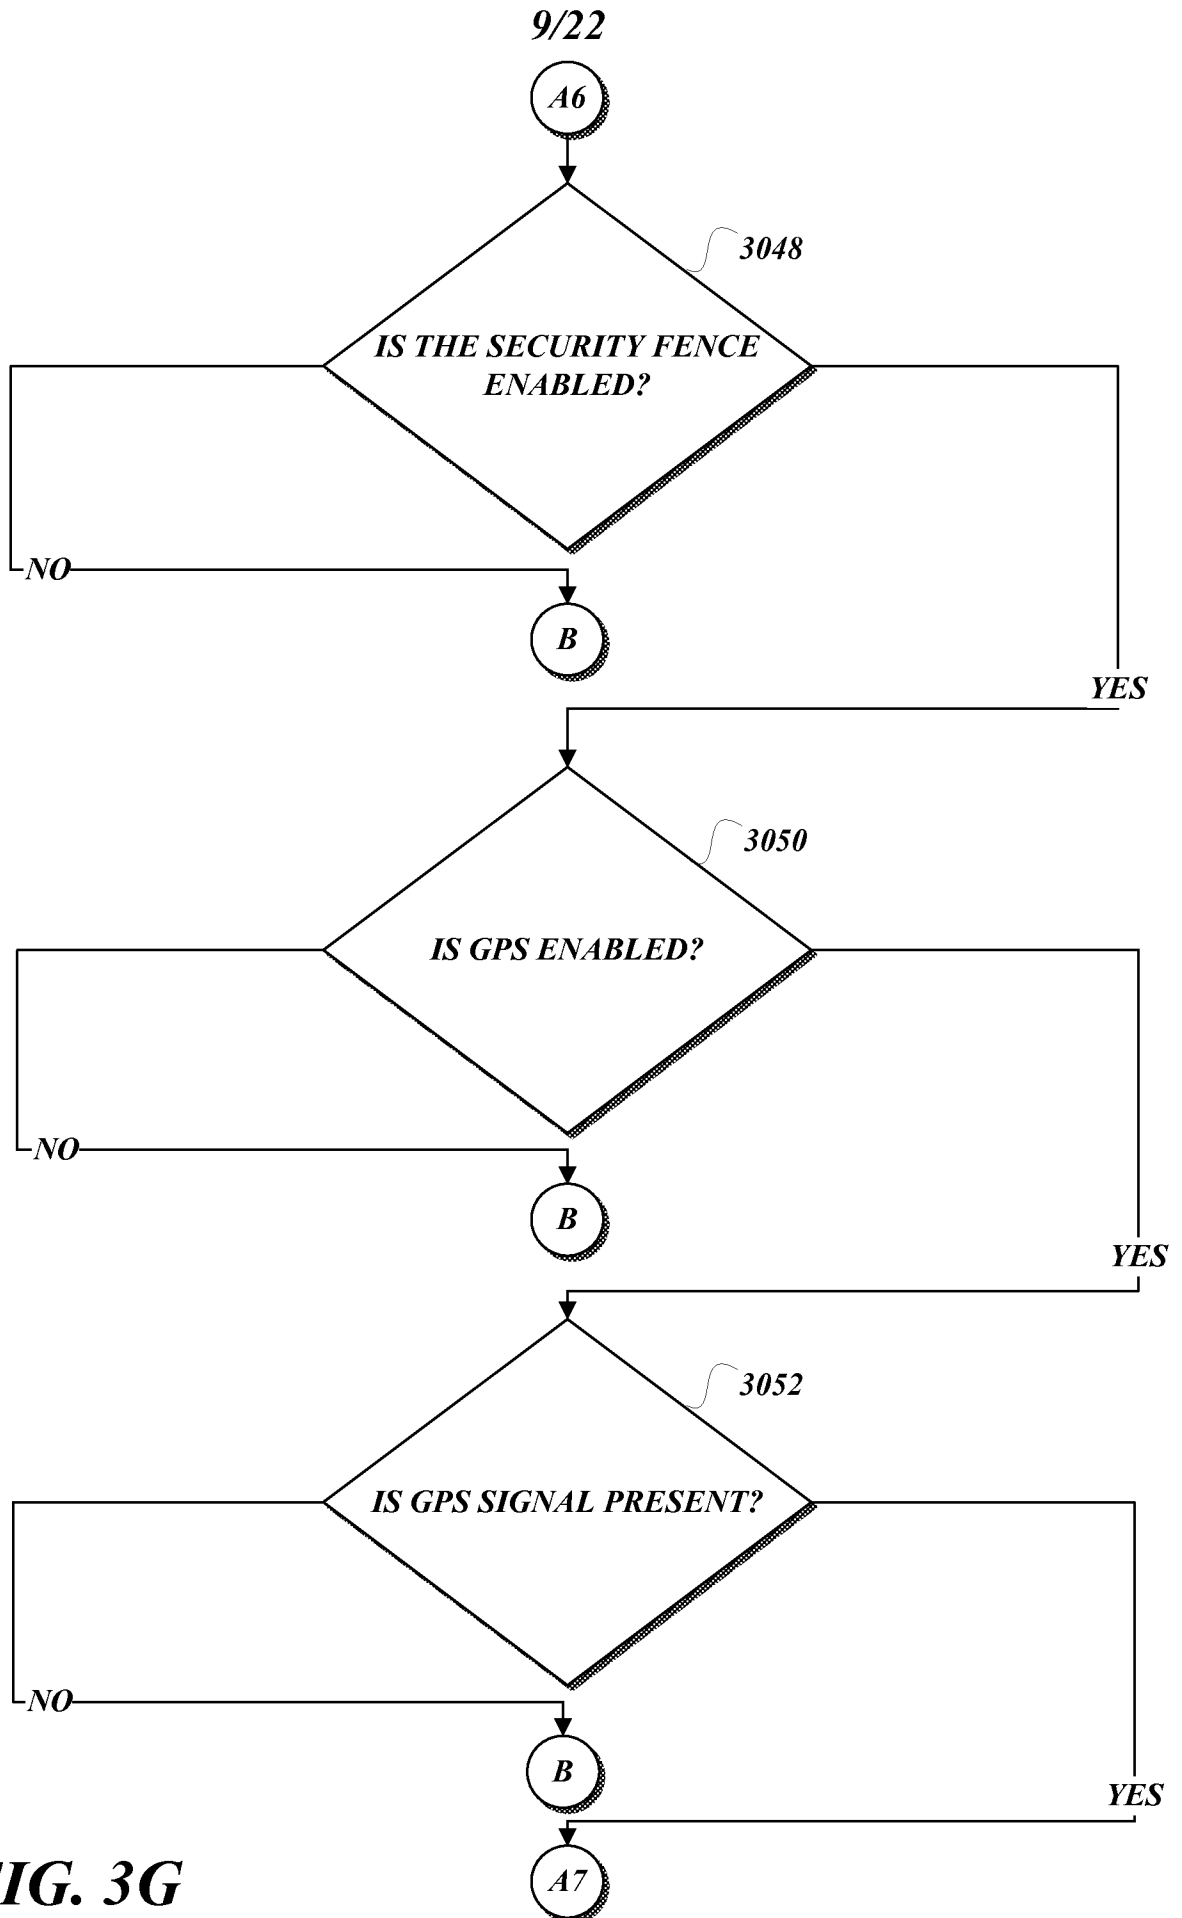 9/22
A6
3048
IS THE SECURITY FENCE
ENABLED?
NO
B
YES
3050
IS GPS ENABLED?
NO
B
YES
3052
IS GPS SIGNAL PRESENT?
NO
B
YES
A7
FIG. 3G